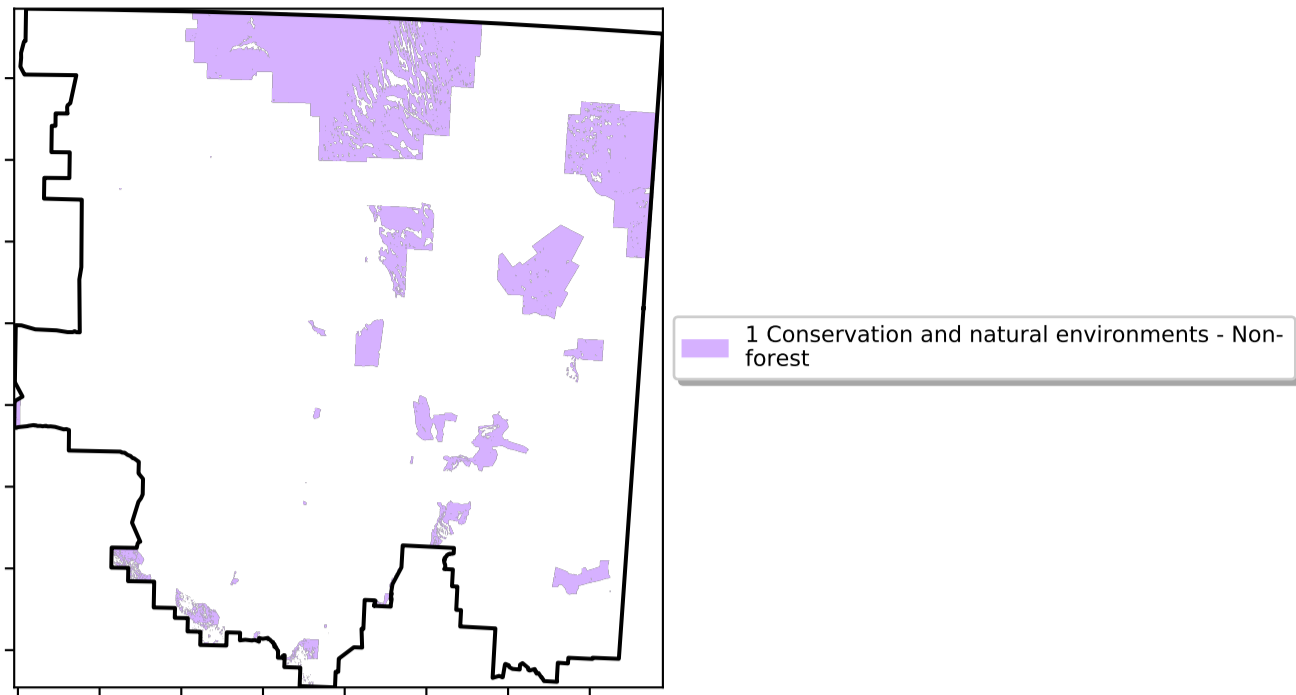 1 Conservation and natural environments - Non-
forest